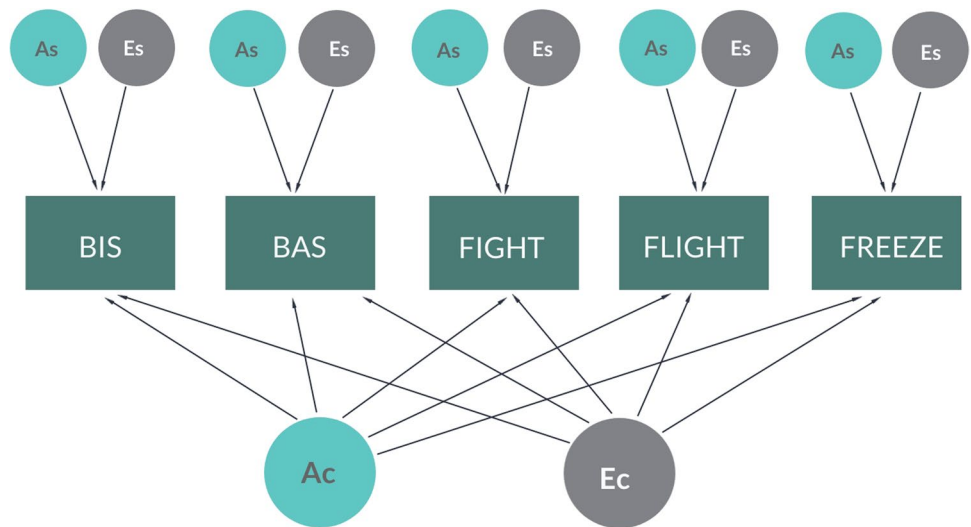 As Es As Es As Es As Es As Es
BIS BAS FIGHT FLIGHT FREEZE
Ac Ec